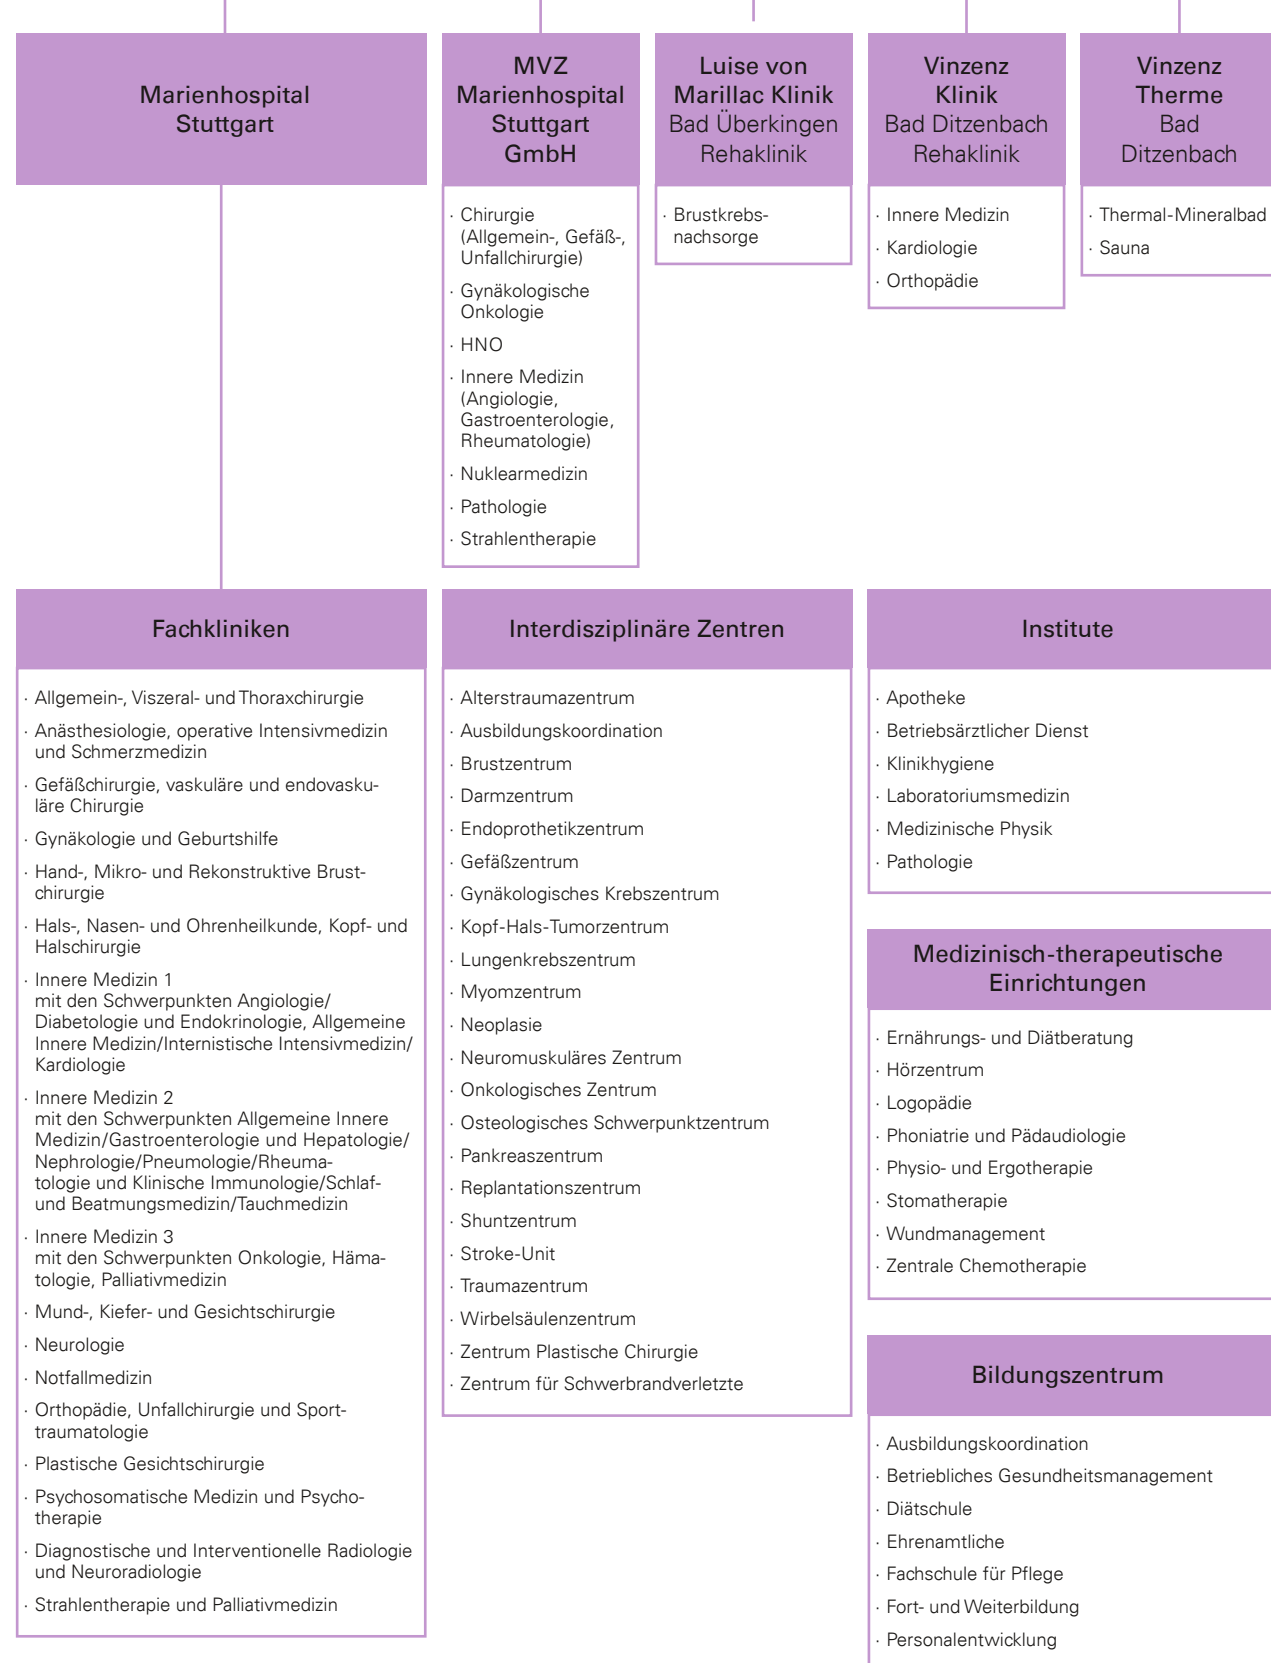 Marienhospital
Stuttgart
MVZ
Marienhospital
Stuttgart
GmbH
Luise von
Marillac Klinik
Bad Überkingen
Rehaklinik
Vinzenz
Klinik
Bad Ditzenbach
Rehaklinik
Vinzenz
Therme
Bad
Ditzenbach
· Chirurgie
(Allgemein-, Gefäß-,
Unfallchirurgie)
· Gynäkologische
Onkologie
· HNO
· Innere Medizin
(Angiologie,
Gastroenterologie,
Rheumatologie)
· Nuklearmedizin
· Pathologie
· Strahlentherapie
· Brustkrebs-
nachsorge
· Innere Medizin
· Kardiologie
· Orthopädie
· Thermal-Mineralbad
· Sauna
Fachkliniken
· Allgemein-, Viszeral- und Thoraxchirurgie
· Anästhesiologie, operative Intensivmedizin
und Schmerzmedizin
· Gefäßchirurgie, vaskuläre und endovasku-
läre Chirurgie
· Gynäkologie und Geburtshilfe
· Hand-, Mikro- und Rekonstruktive Brust-
chirurgie
· Hals-, Nasen- und Ohrenheilkunde, Kopf- und
Halschirurgie
· Innere Medizin 1
mit den Schwerpunkten Angiologie/
Diabetologie und Endokrinologie, Allgemeine
Innere Medizin/Internistische Intensivmedizin/
Kardiologie
· Innere Medizin 2
mit den Schwerpunkten Allgemeine Innere
Medizin/Gastroenterologie und Hepatologie/
Nephrologie/Pneumologie/Rheuma-
tologie und Klinische Immunologie/Schlaf-
und Beatmungsmedizin/Tauchmedizin
· Innere Medizin 3
mit den Schwerpunkten Onkologie, Häma-
tologie, Palliativmedizin
· Mund-, Kiefer- und Gesichtschirurgie
· Neurologie
· Notfallmedizin
· Orthopädie, Unfallchirurgie und Sport-
traumatologie
· Plastische Gesichtschirurgie
· Psychosomatische Medizin und Psycho-
therapie
· Diagnostische und Interventionelle Radiologie
und Neuroradiologie
· Strahlentherapie und Palliativmedizin
Interdisziplinäre Zentren
· Alterstraumazentrum
· Ausbildungskoordination
· Brustzentrum
· Darmzentrum
· Endoprothetikzentrum
· Gefäßzentrum
· Gynäkologisches Krebszentrum
· Kopf-Hals-Tumorzentrum
· Lungenkrebszentrum
· Myomzentrum
· Neoplasie
· Neuromuskuläres Zentrum
· Onkologisches Zentrum
· Osteologisches Schwerpunktzentrum
· Pankreaszentrum
· Replantationszentrum
· Shuntzentrum
· Stroke-Unit
· Traumazentrum
· Wirbelsäulenzentrum
· Zentrum Plastische Chirurgie
· Zentrum für Schwerbrandverletzte
Institute
· Apotheke
· Betriebsärztlicher Dienst
· Klinikhygiene
· Laboratoriumsmedizin
· Medizinische Physik
· Pathologie
Medizinisch-therapeutische
Einrichtungen
· Ernährungs- und Diätberatung
· Hörzentrum
· Logopädie
· Phoniatrie und Pädaudiologie
· Physio- und Ergotherapie
· Stomatherapie
· Wundmanagement
· Zentrale Chemotherapie
Bildungszentrum
· Ausbildungskoordination
· Betriebliches Gesundheitsmanagement
· Diätschule
· Ehrenamtliche
· Fachschule für Pflege
· Fort- und Weiterbildung
· Personalentwicklung